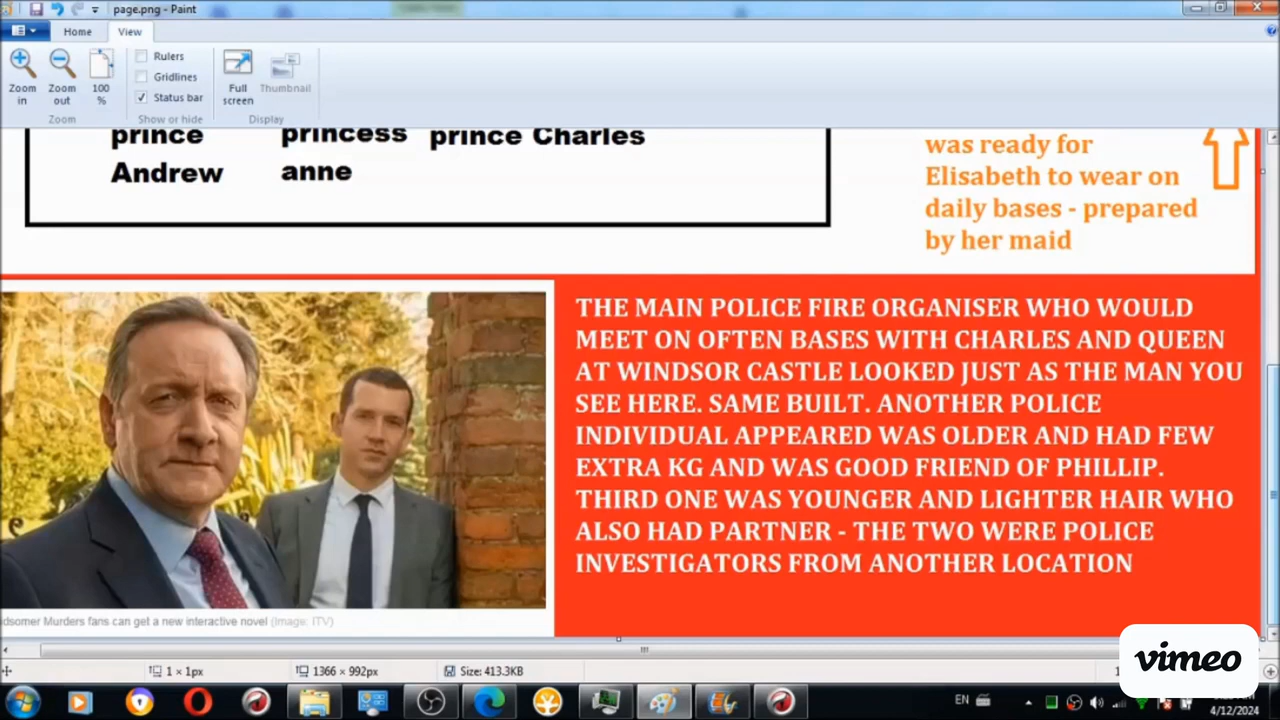 page.png - Paint
Home
View
Zoom in
Zoom out
100 %
Rulers
Gridlines
Status bar
Full screen
Thumbnail
Zoom
Show or hide
Display
prince Andrew
princess anne
prince Charles
was ready for
Elisabeth to wear on
daily bases - prepared
by her maid
THE MAIN POLICE FIRE ORGANISER WHO WOULD
MEET ON OFTEN BASES WITH CHARLES AND QUEEN
AT WINDSOR CASTLE LOOKED JUST AS THE MAN YOU
SEE HERE. SAME BUILT. ANOTHER POLICE
INDIVIDUAL APPEARED WAS OLDER AND HAD FEW
EXTRA KG AND WAS GOOD FRIEND OF PHILLIP.
THIRD ONE WAS YOUNGER AND LIGHTER HAIR WHO
ALSO HAD PARTNER - THE TWO WERE POLICE
INVESTIGATORS FROM ANOTHER LOCATION
dsomer Murders fans can get a new interactive novel (Image: ITV)
1 × 1px
1366 × 992px
Size: 413.3KB
vimeo
EN
4/12/2024